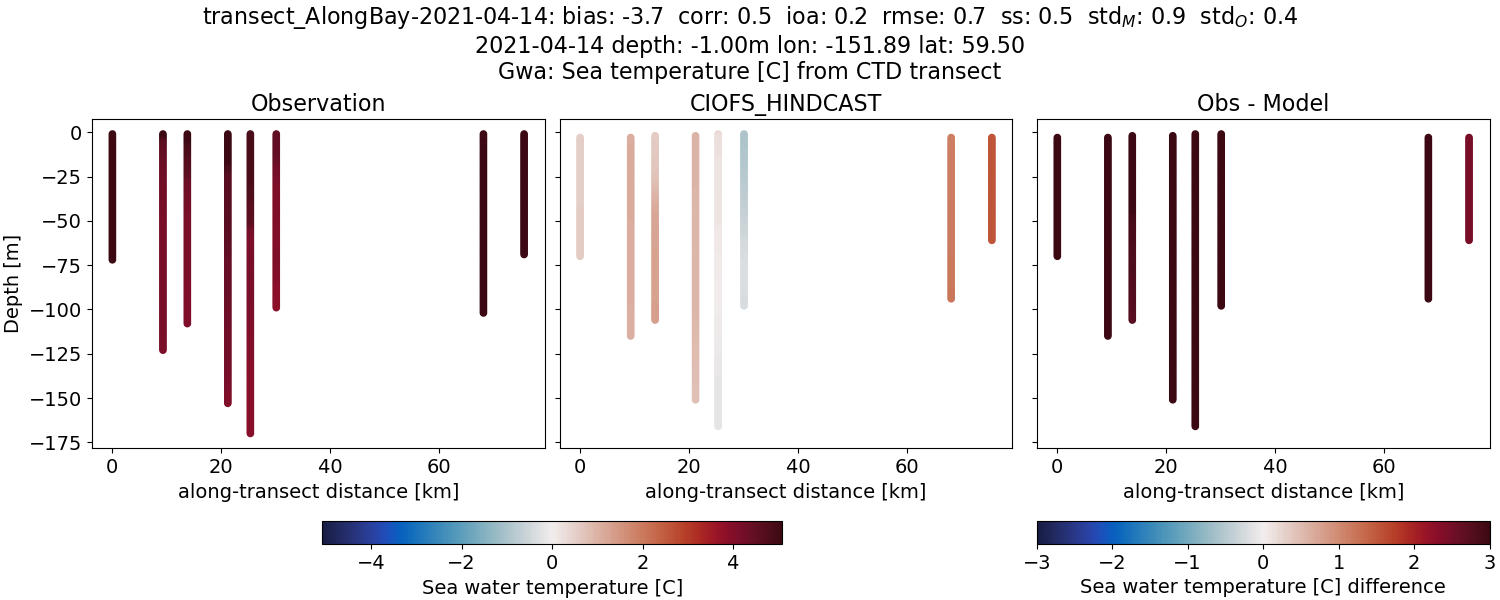 transect_AlongBay-2021-04-14: bias: -3.7 corr: 0.5 ioa: 0.2 rmse: 0.7 ss: 0.5 std_M: 0.9 std_O: 0.4
2021-04-14 depth: -1.00m lon: -151.89 lat: 59.50
Gwa: Sea temperature [C] from CTD transect
Observation
CIOFS_HINDCAST
Obs - Model
Depth [m]
0
−25
−50
−75
−100
−125
−150
−175
0 20 40 60
0 20 40 60
0 20 40 60
along-transect distance [km]
along-transect distance [km]
along-transect distance [km]
−4 −2 0 2 4
Sea water temperature [C]
−3 −2 −1 0 1 2 3
Sea water temperature [C] difference